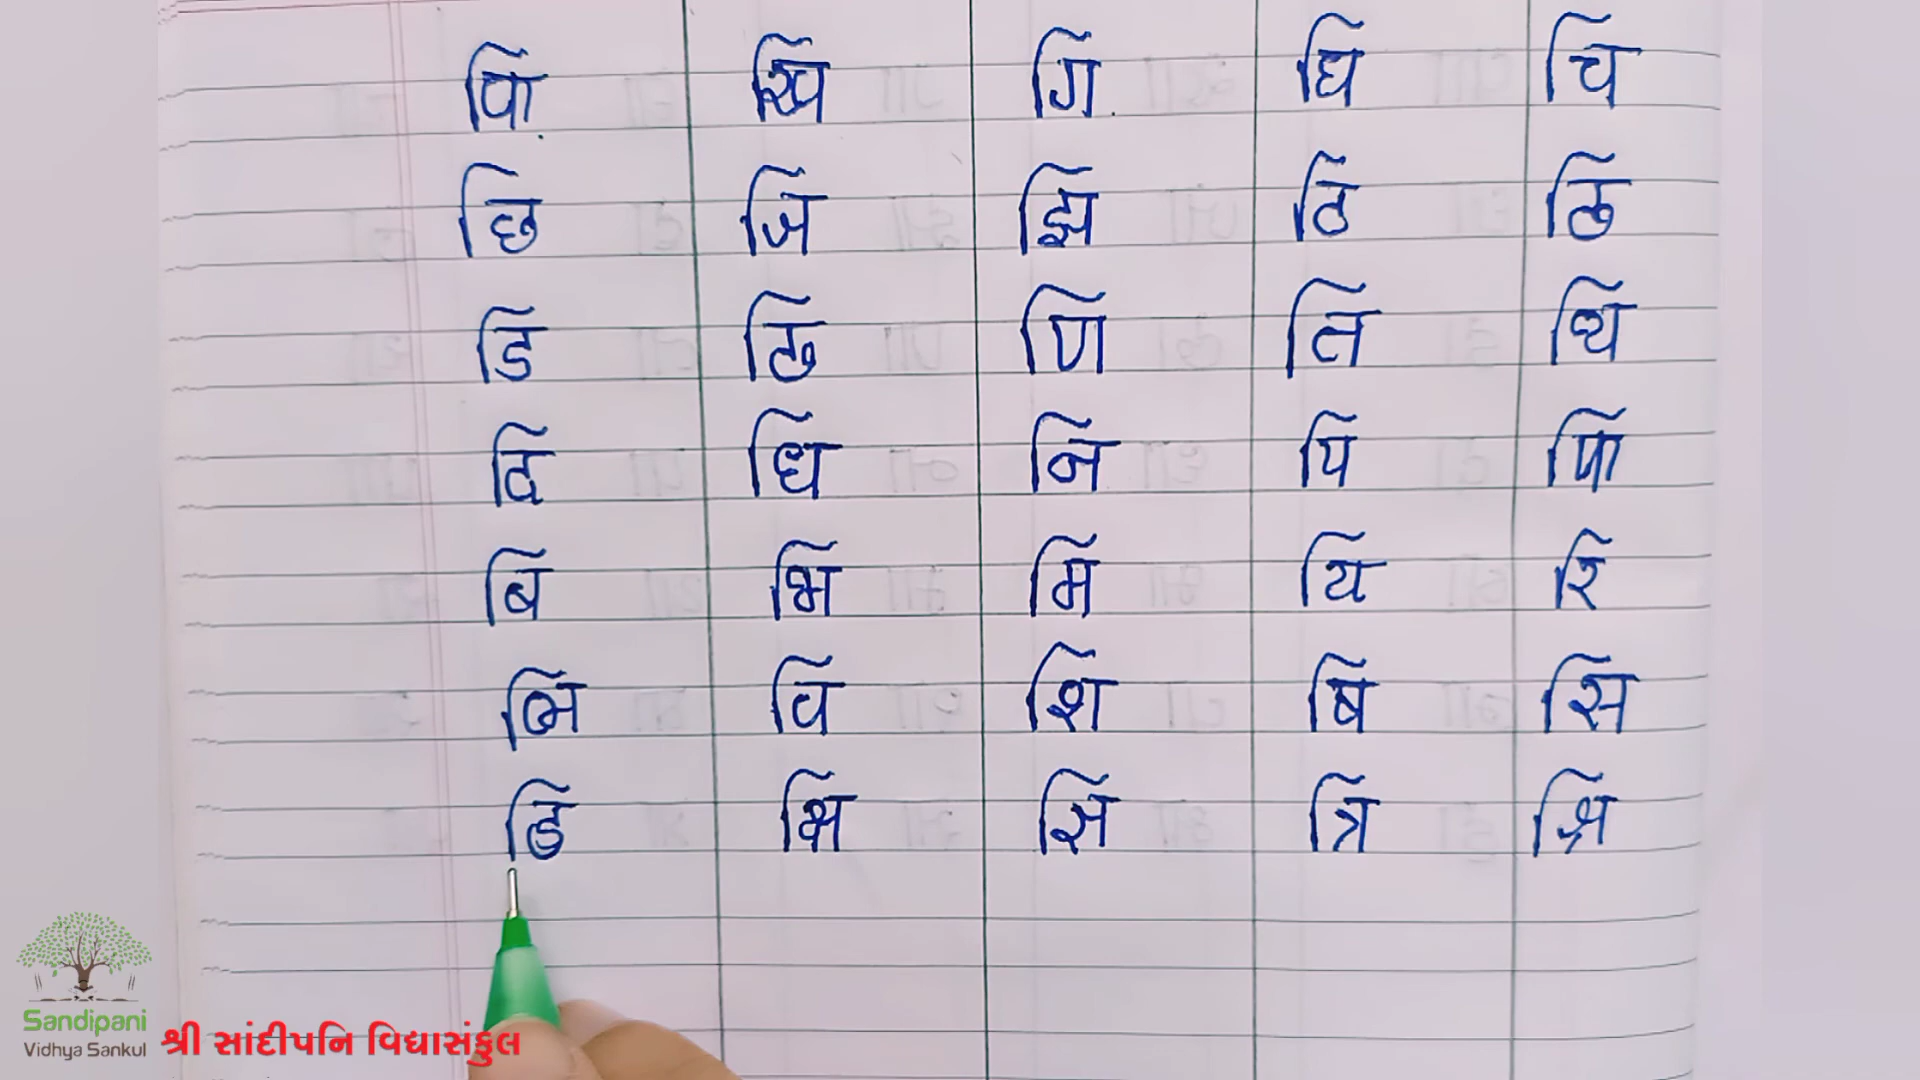 कि खि गि घि चि
छि जि झि टि ठि
डि ढि णि ति थि
दि धि नि पि फि
बि भि मि यि रि
लि वि शि षि सि
हि क्षि ज्ञि त्रि श्रि
Sandipani
Vidhya Sankul
શ્રી સાંદીપનિ વિદ્યાસંકુલ